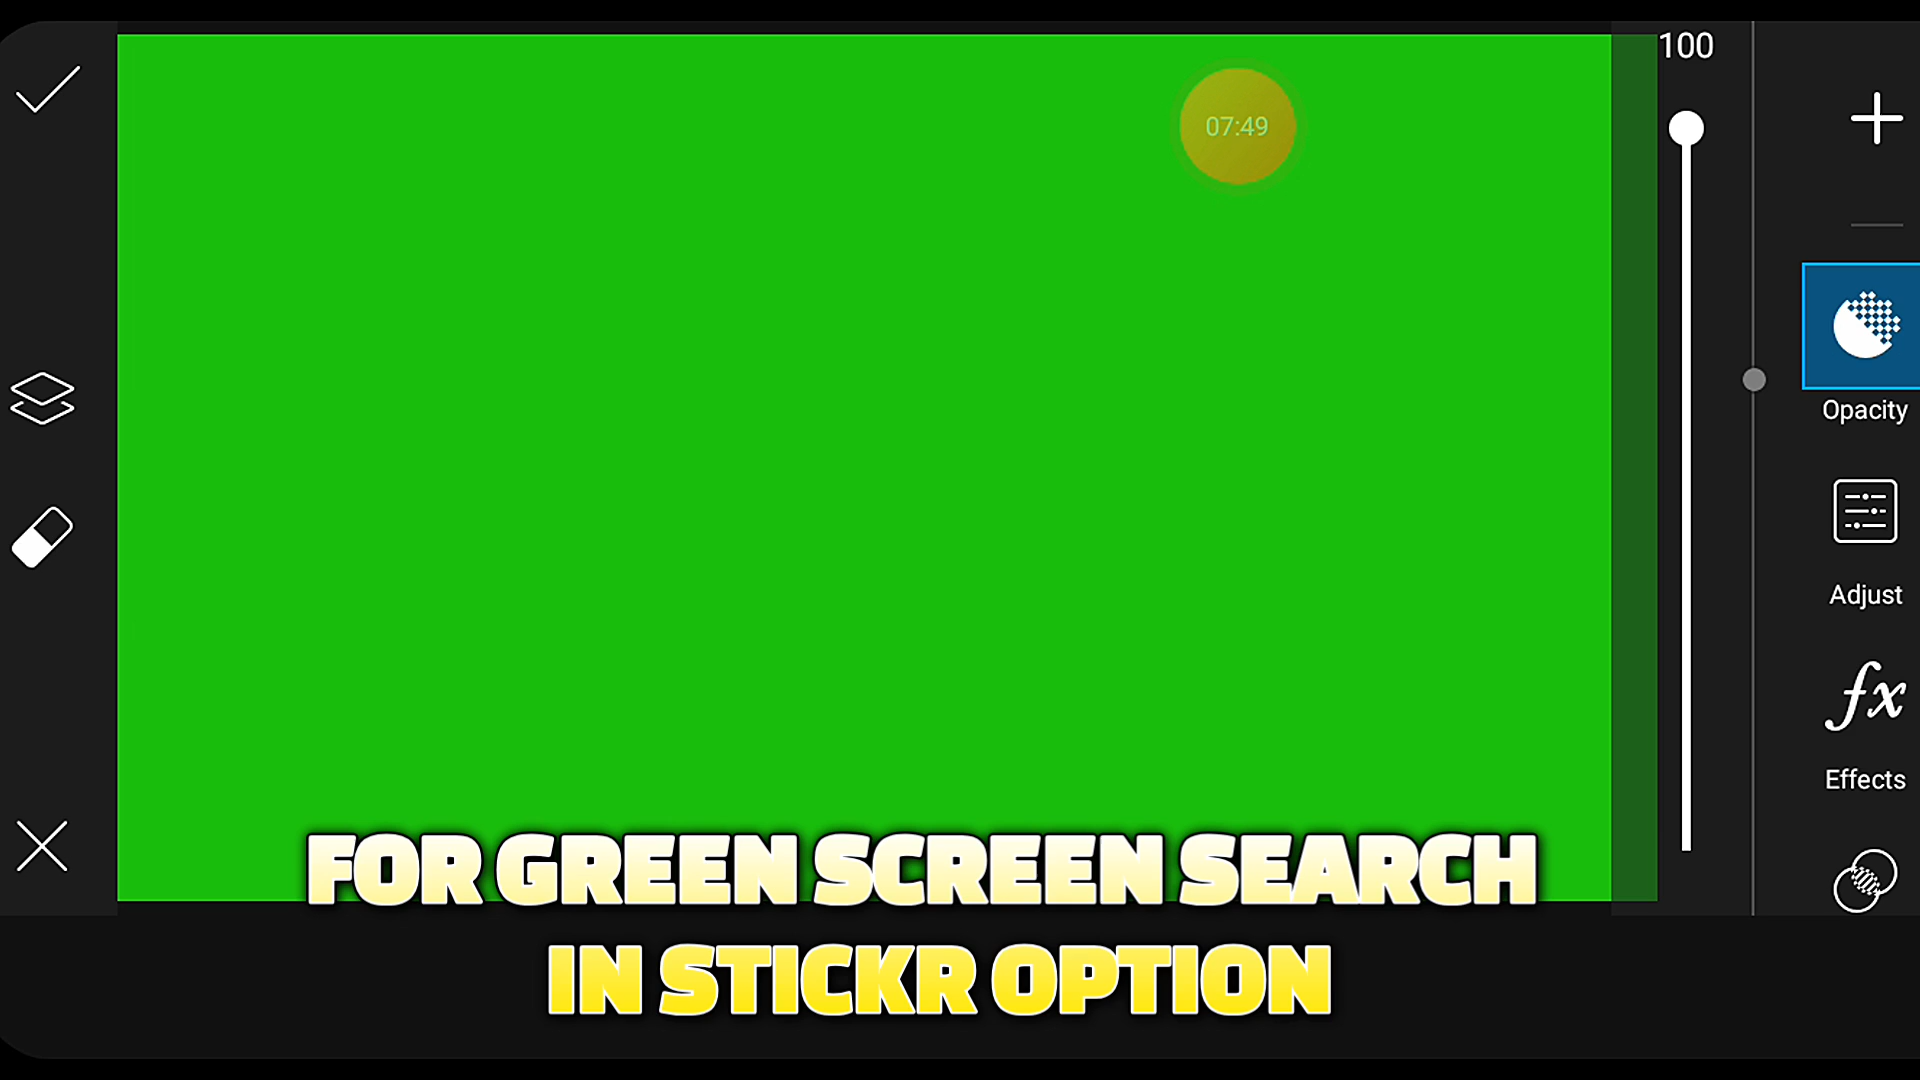 100
07:49
Opacity
Adjust
fx
Effects
FOR GREEN SCREEN SEARCH
IN STICKR OPTION